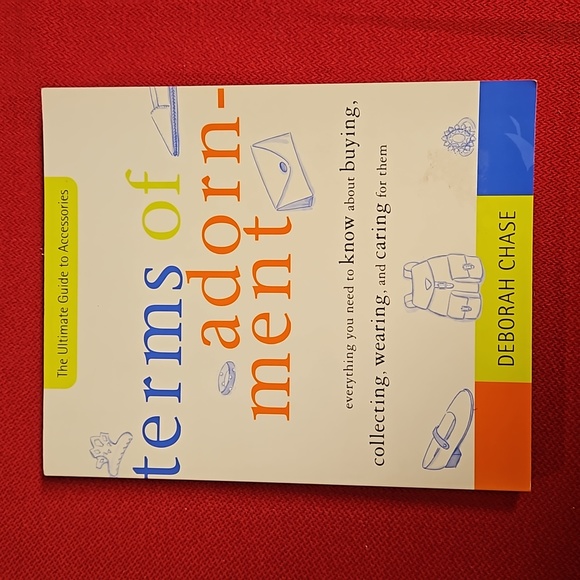 The Ultimate Guide to Accessories
terms of
adorn-
ment
everything you need to know about buying,
collecting, wearing, and caring for them
DEBORAH CHASE